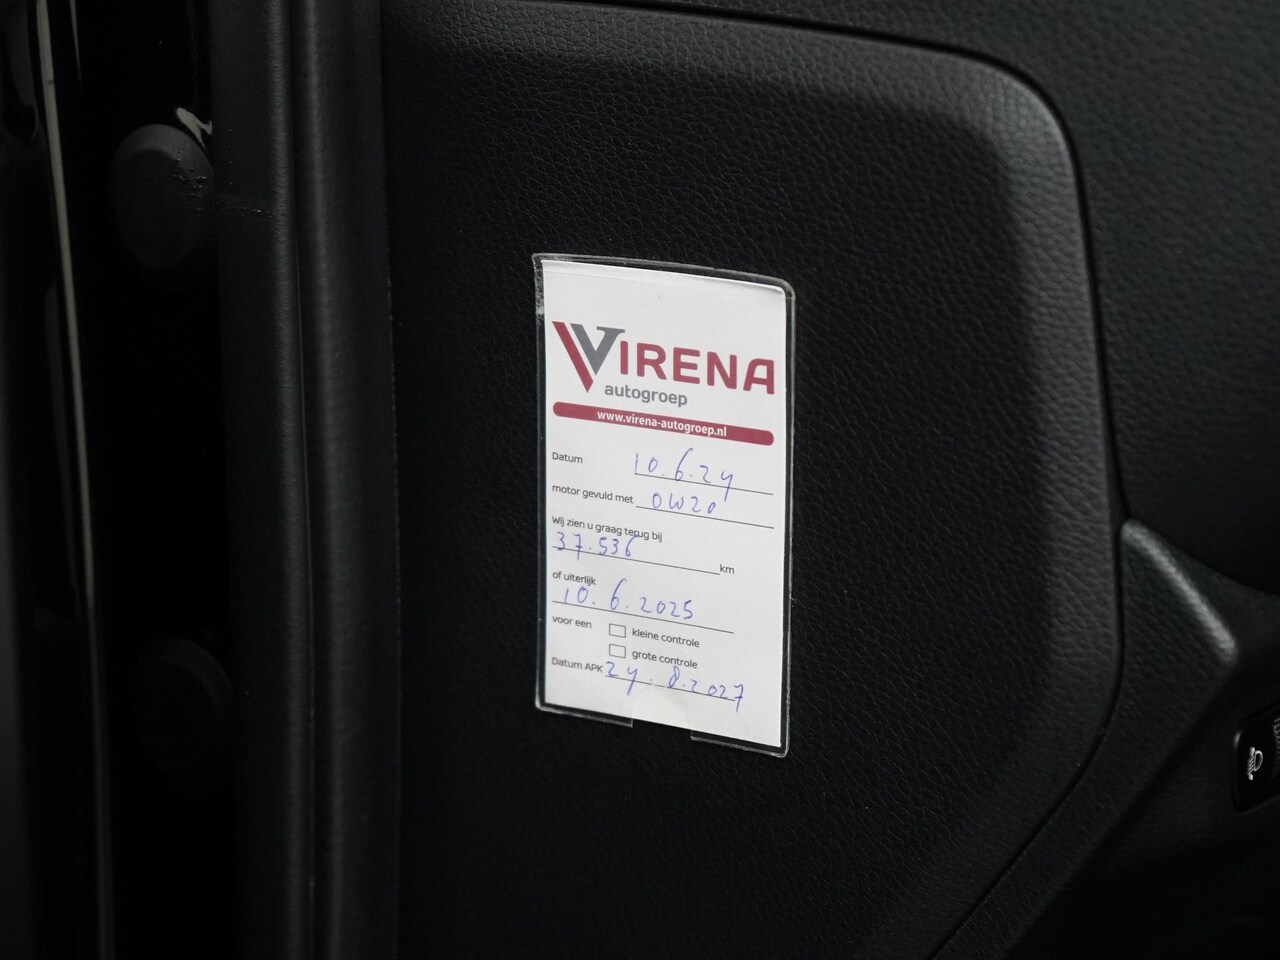 VIRENA
autogroep
www.virena-autogroep.nl
Datum 10.6.24
motor gevuld met 0W20
Wij zien u graag terug bij
37.536 km
of uiterlijk
10.6.2025
voor een kleine controle
grote controle
Datum APK 24.8.2027